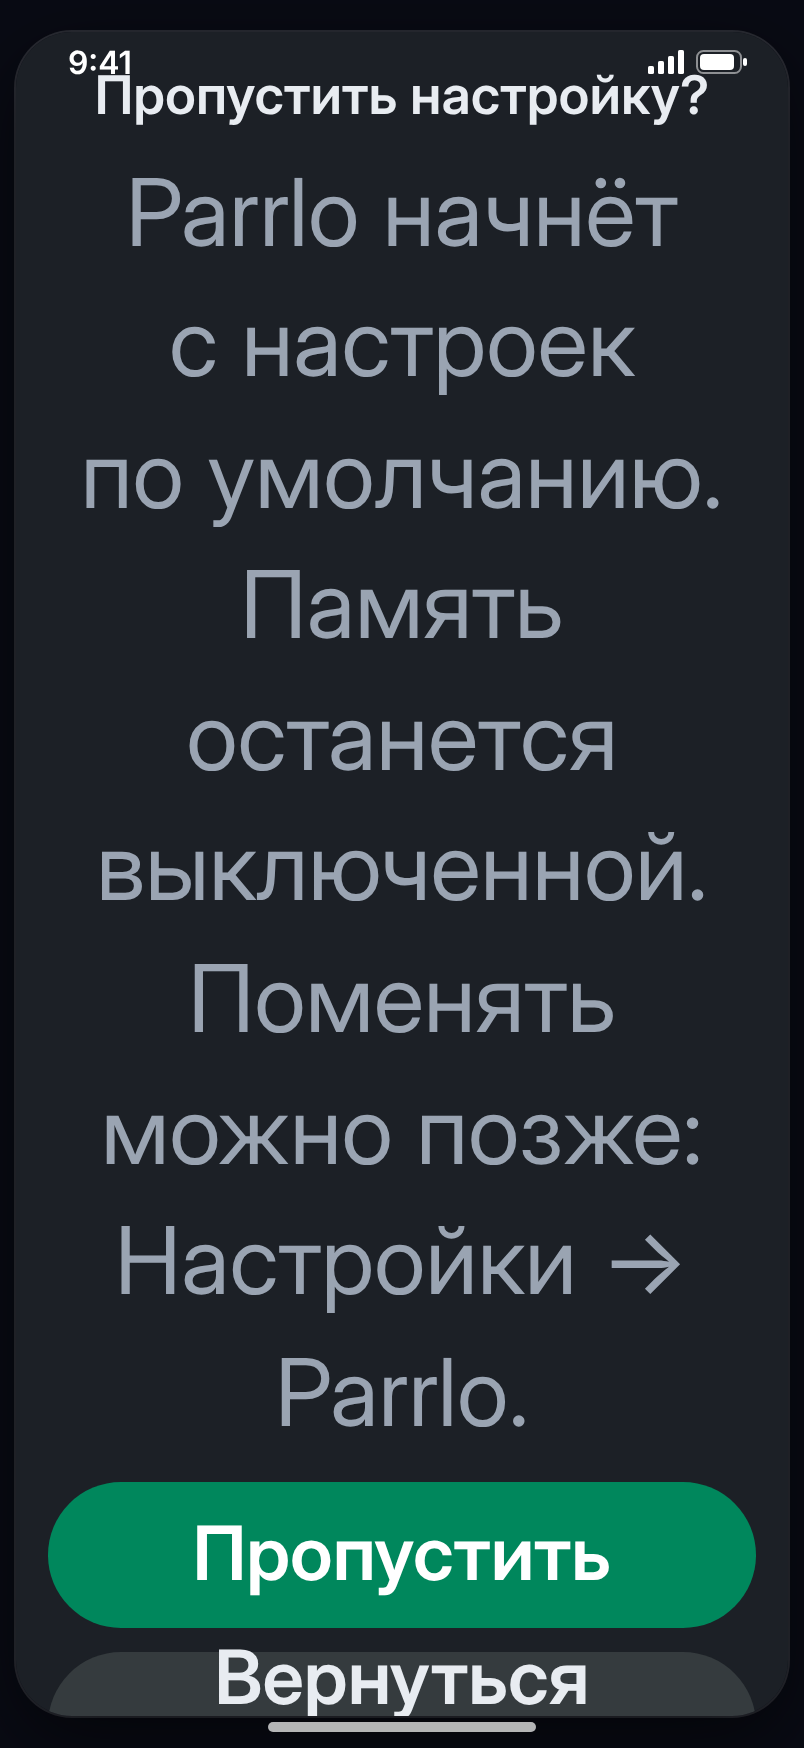 9:41
Пропустить настройку?
Parrlo начнёт
с настроек
по умолчанию.
Память
останется
выключенной.
Поменять
можно позже:
Настройки →
Parrlo.
Пропустить
Вернуться